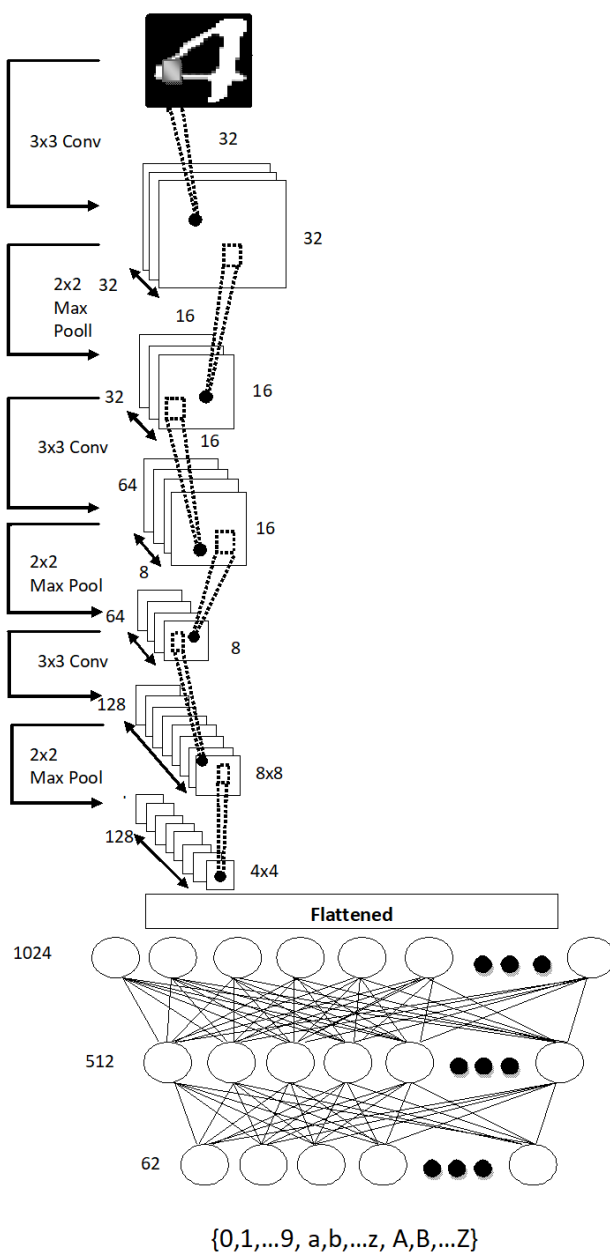 32
3x3 Conv
32
2x2
Max
Pooll
32
16
32
16
16
3x3 Conv
64
16
2x2
Max Pool
8
64
8
3x3 Conv
128
2x2
Max Pool
8x8
128
4x4
Flattened
1024
512
62
{0,1,...9, a,b,...z, A,B,...Z}